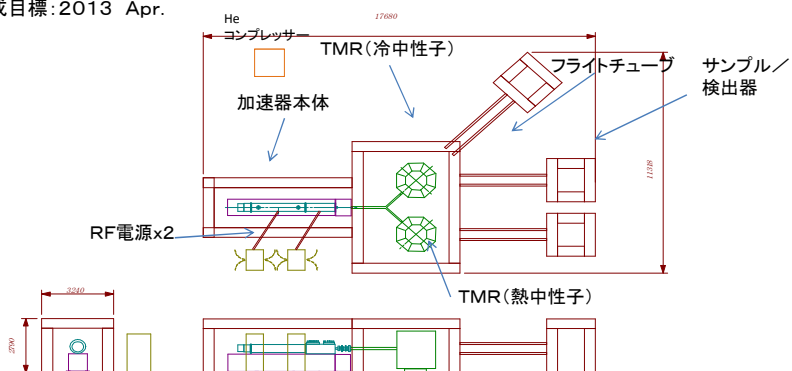 成目標：2013 Apr.
He
コンプレッサー
17680
TMR（冷中性子）
フライトチューブ
サンプル／
検出器
加速器本体
11318
RF電源x2
TMR（熱中性子）
3240
2700